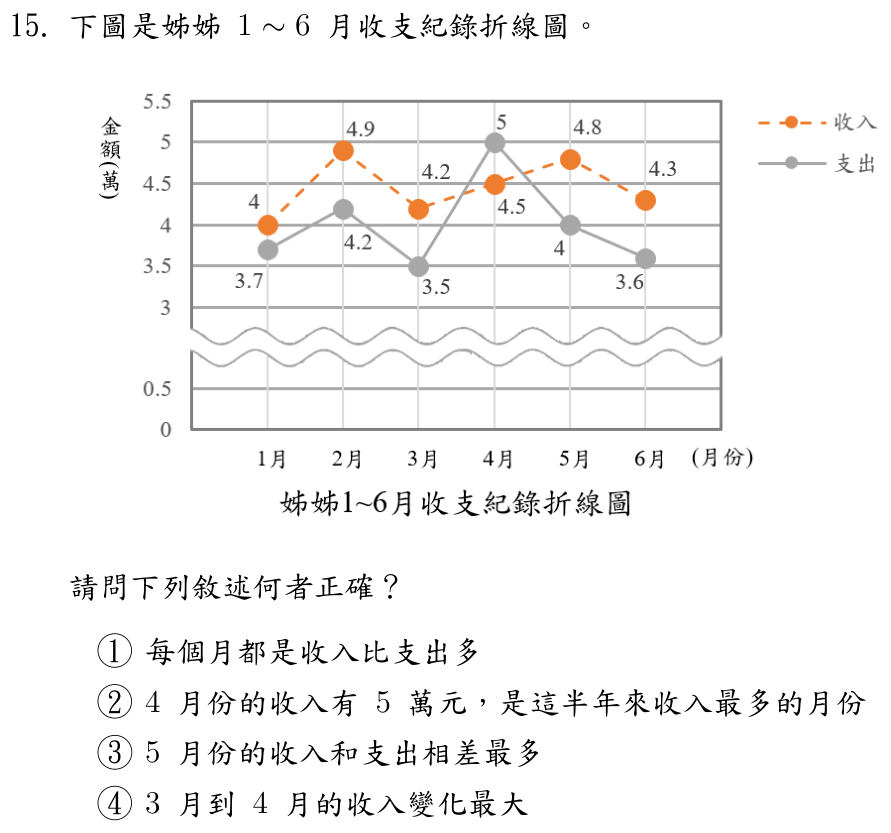 15. 下圖是姊姊 1～6 月收支紀錄折線圖。
金額(萬)
5.5
5
4.5
4
3.5
3
0.5
0
4
4.9
4.2
4.5
4.8
4.3
3.7
4.2
3.5
5
4
3.6
收入
支出
1月 2月 3月 4月 5月 6月 (月份)
姊姊1~6月收支紀錄折線圖
請問下列敘述何者正確？
① 每個月都是收入比支出多
② 4 月份的收入有 5 萬元，是這半年來收入最多的月份
③ 5 月份的收入和支出相差最多
④ 3 月到 4 月的收入變化最大